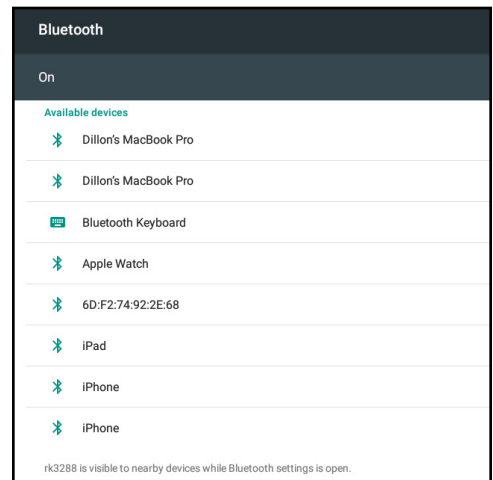 Bluetooth
On
Available devices
Dillon's MacBook Pro
Dillon's MacBook Pro
Bluetooth Keyboard
Apple Watch
6D:F2:74:92:2E:68
iPad
iPhone
iPhone
rk3288 is visible to nearby devices while Bluetooth settings is open.